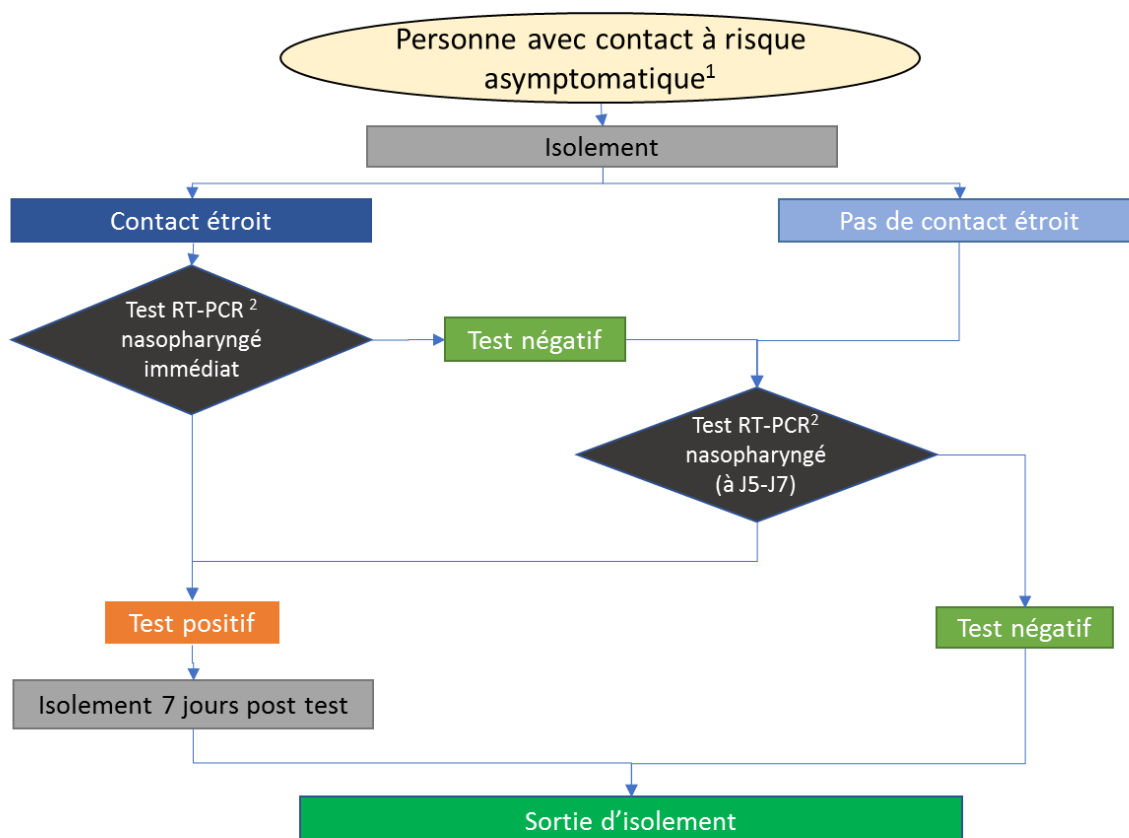 Personne avec contact à risque
asymptomatique¹
Isolement
Contact étroit
Pas de contact étroit
Test RT-PCR ²
nasopharyngé
immédiat
Test négatif
Test RT-PCR²
nasopharyngé
(à J5-J7)
Test positif
Test négatif
Isolement 7 jours post test
Sortie d’isolement